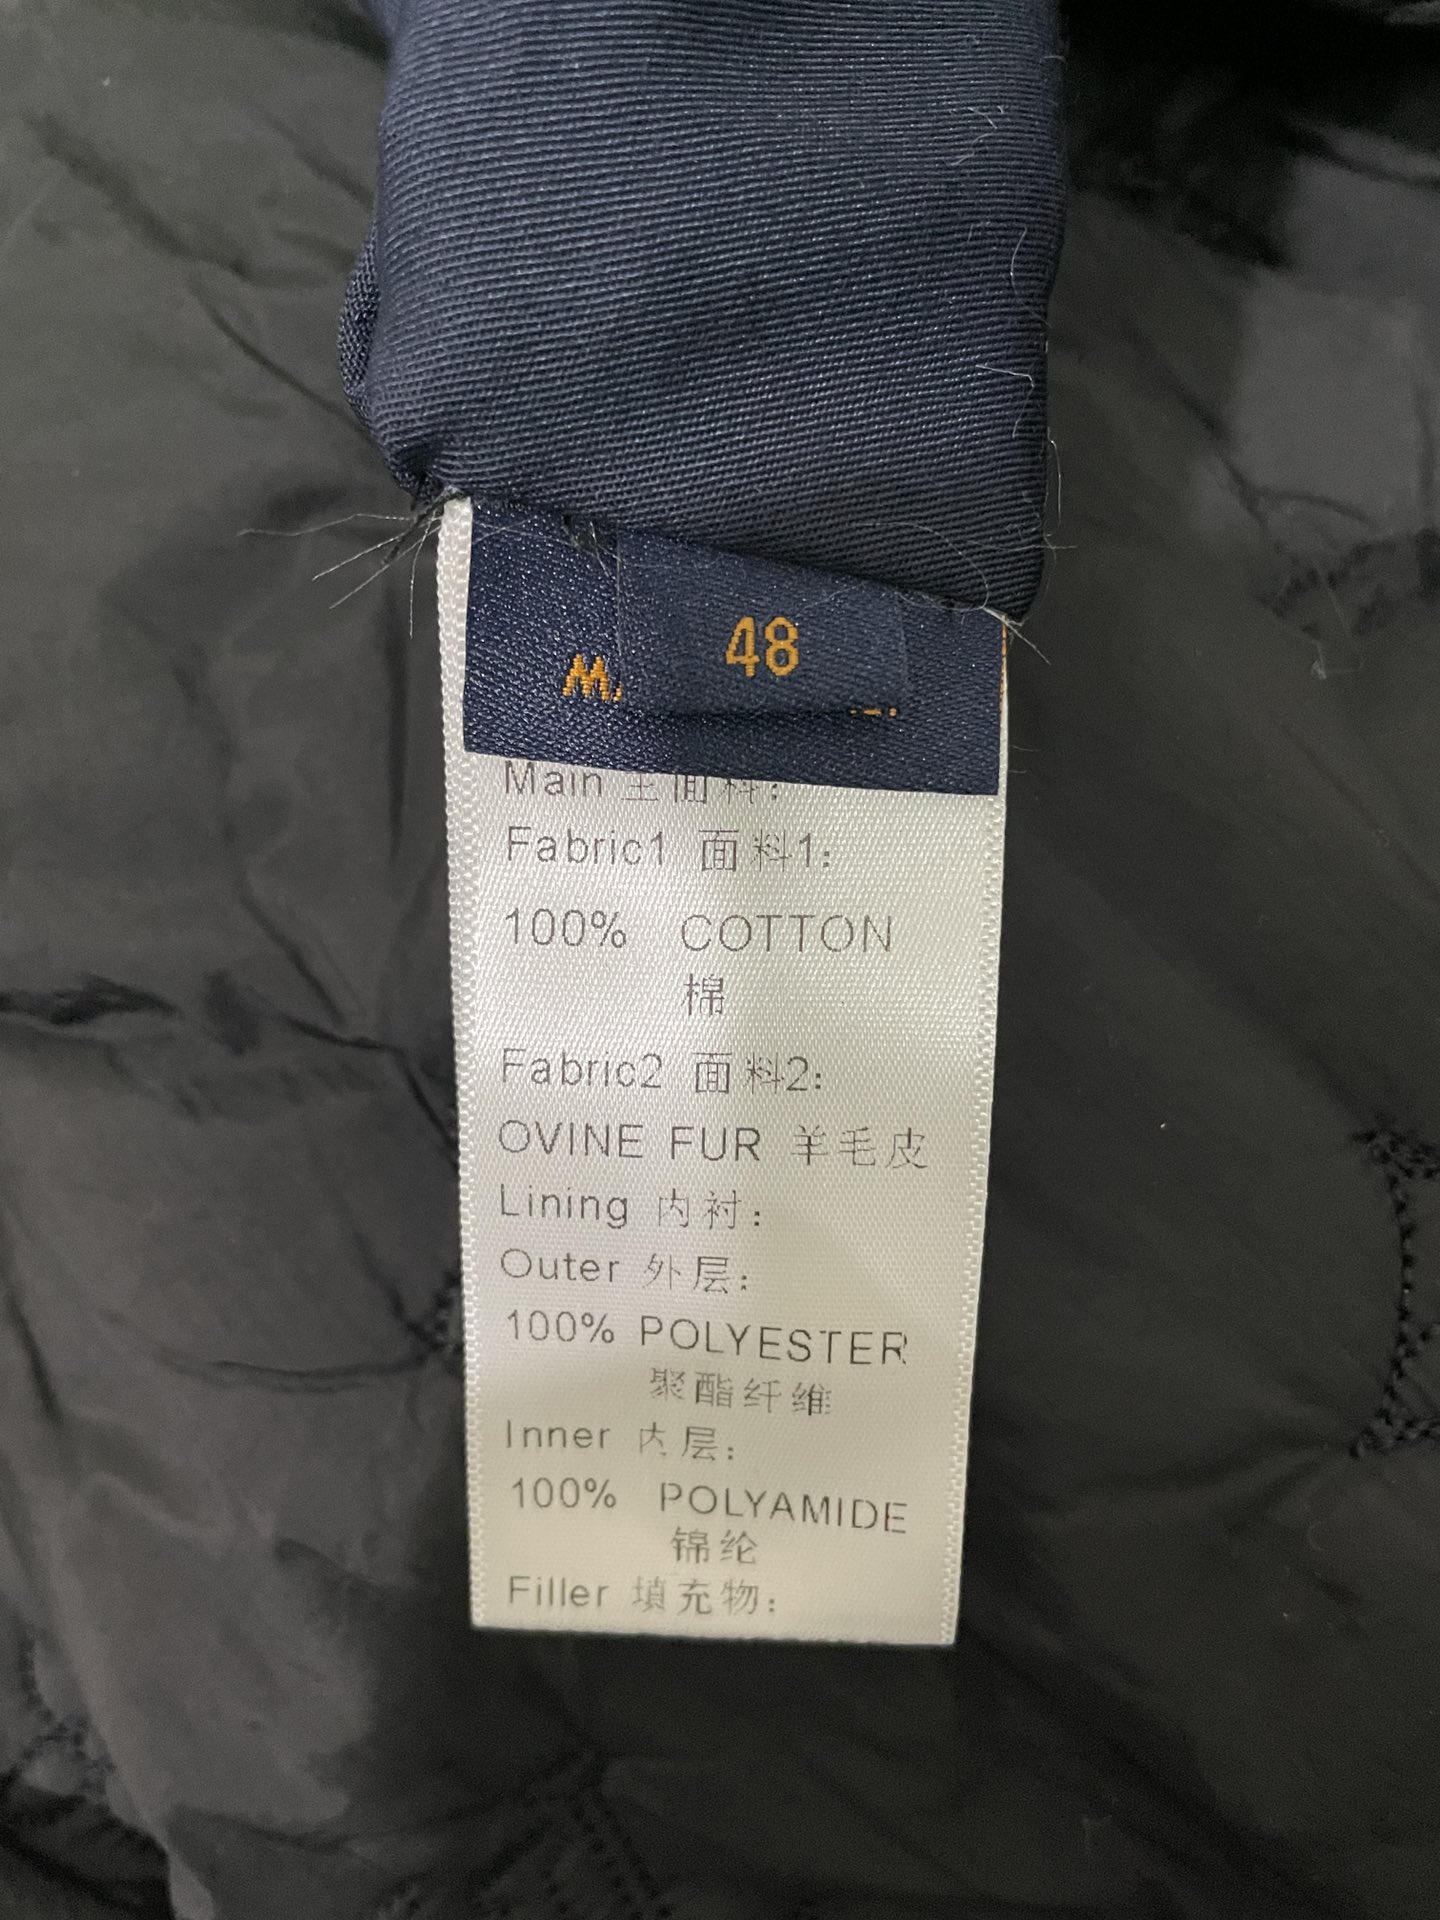 48
Main 主面料：
Fabric1 面料1：
100% COTTON
棉
Fabric2 面料2：
OVINE FUR 羊毛皮
Lining 内衬：
Outer 外层：
100% POLYESTER
聚酯纤维
Inner 内层：
100% POLYAMIDE
锦纶
Filler 填充物：